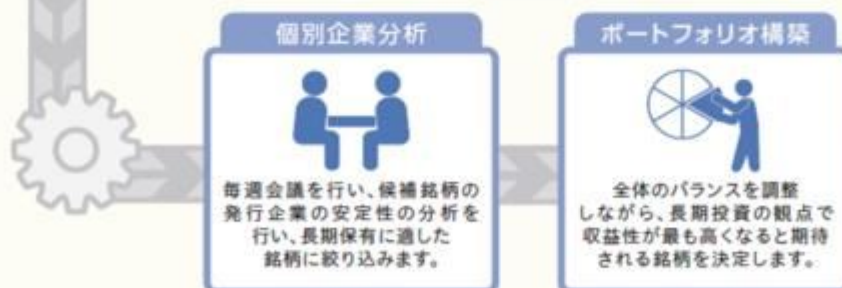 個別企業分析
毎週会議を行い、候補銘柄の
発行企業の安定性の分析を
行い、長期保有に適した
銘柄に絞り込みます。
ポートフォリオ構築
全体のバランスを調整
しながら、長期投資の観点で
収益性が最も高くなると期待
される銘柄を決定します。